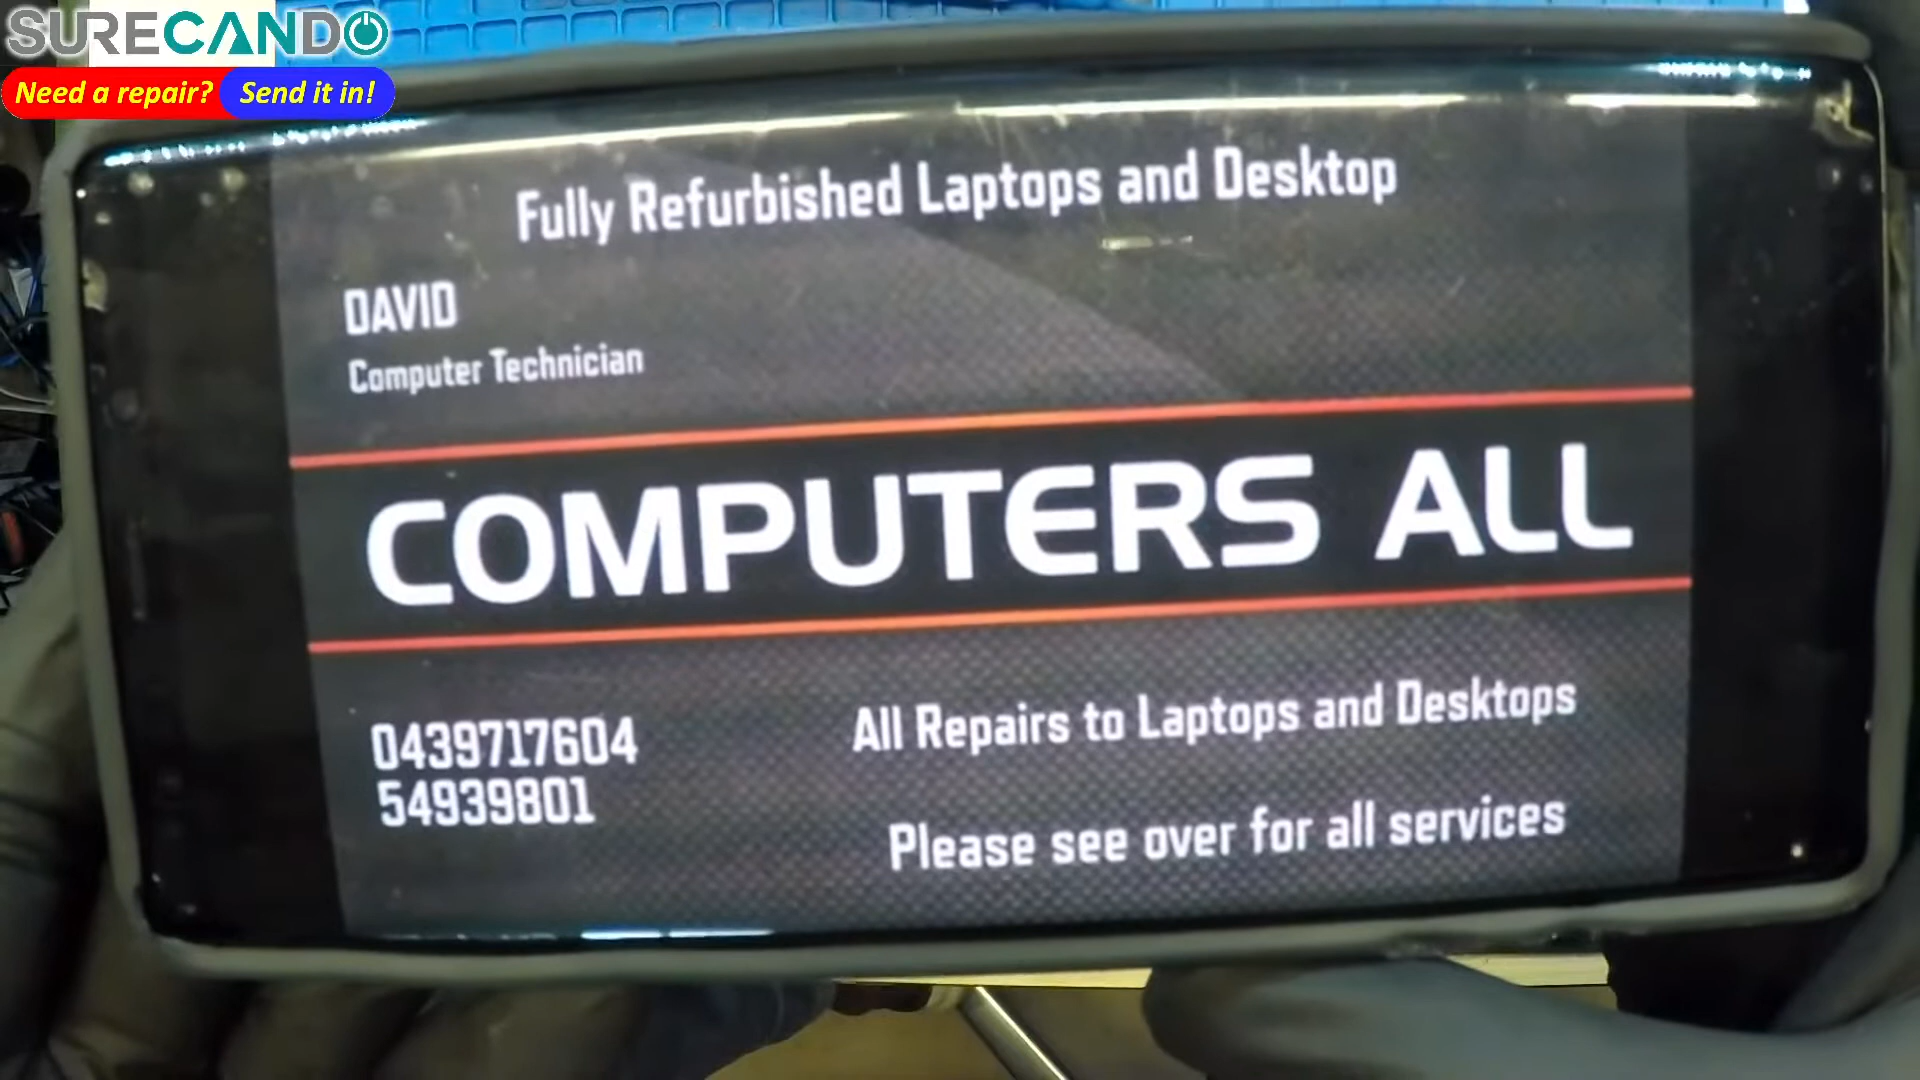 SURECANDO
Need a repair? Send it in!
Fully Refurbished Laptops and Desktop
DAVID
Computer Technician
COMPUTERS ALL
0439717604
54939801
All Repairs to Laptops and Desktops
Please see over for all services